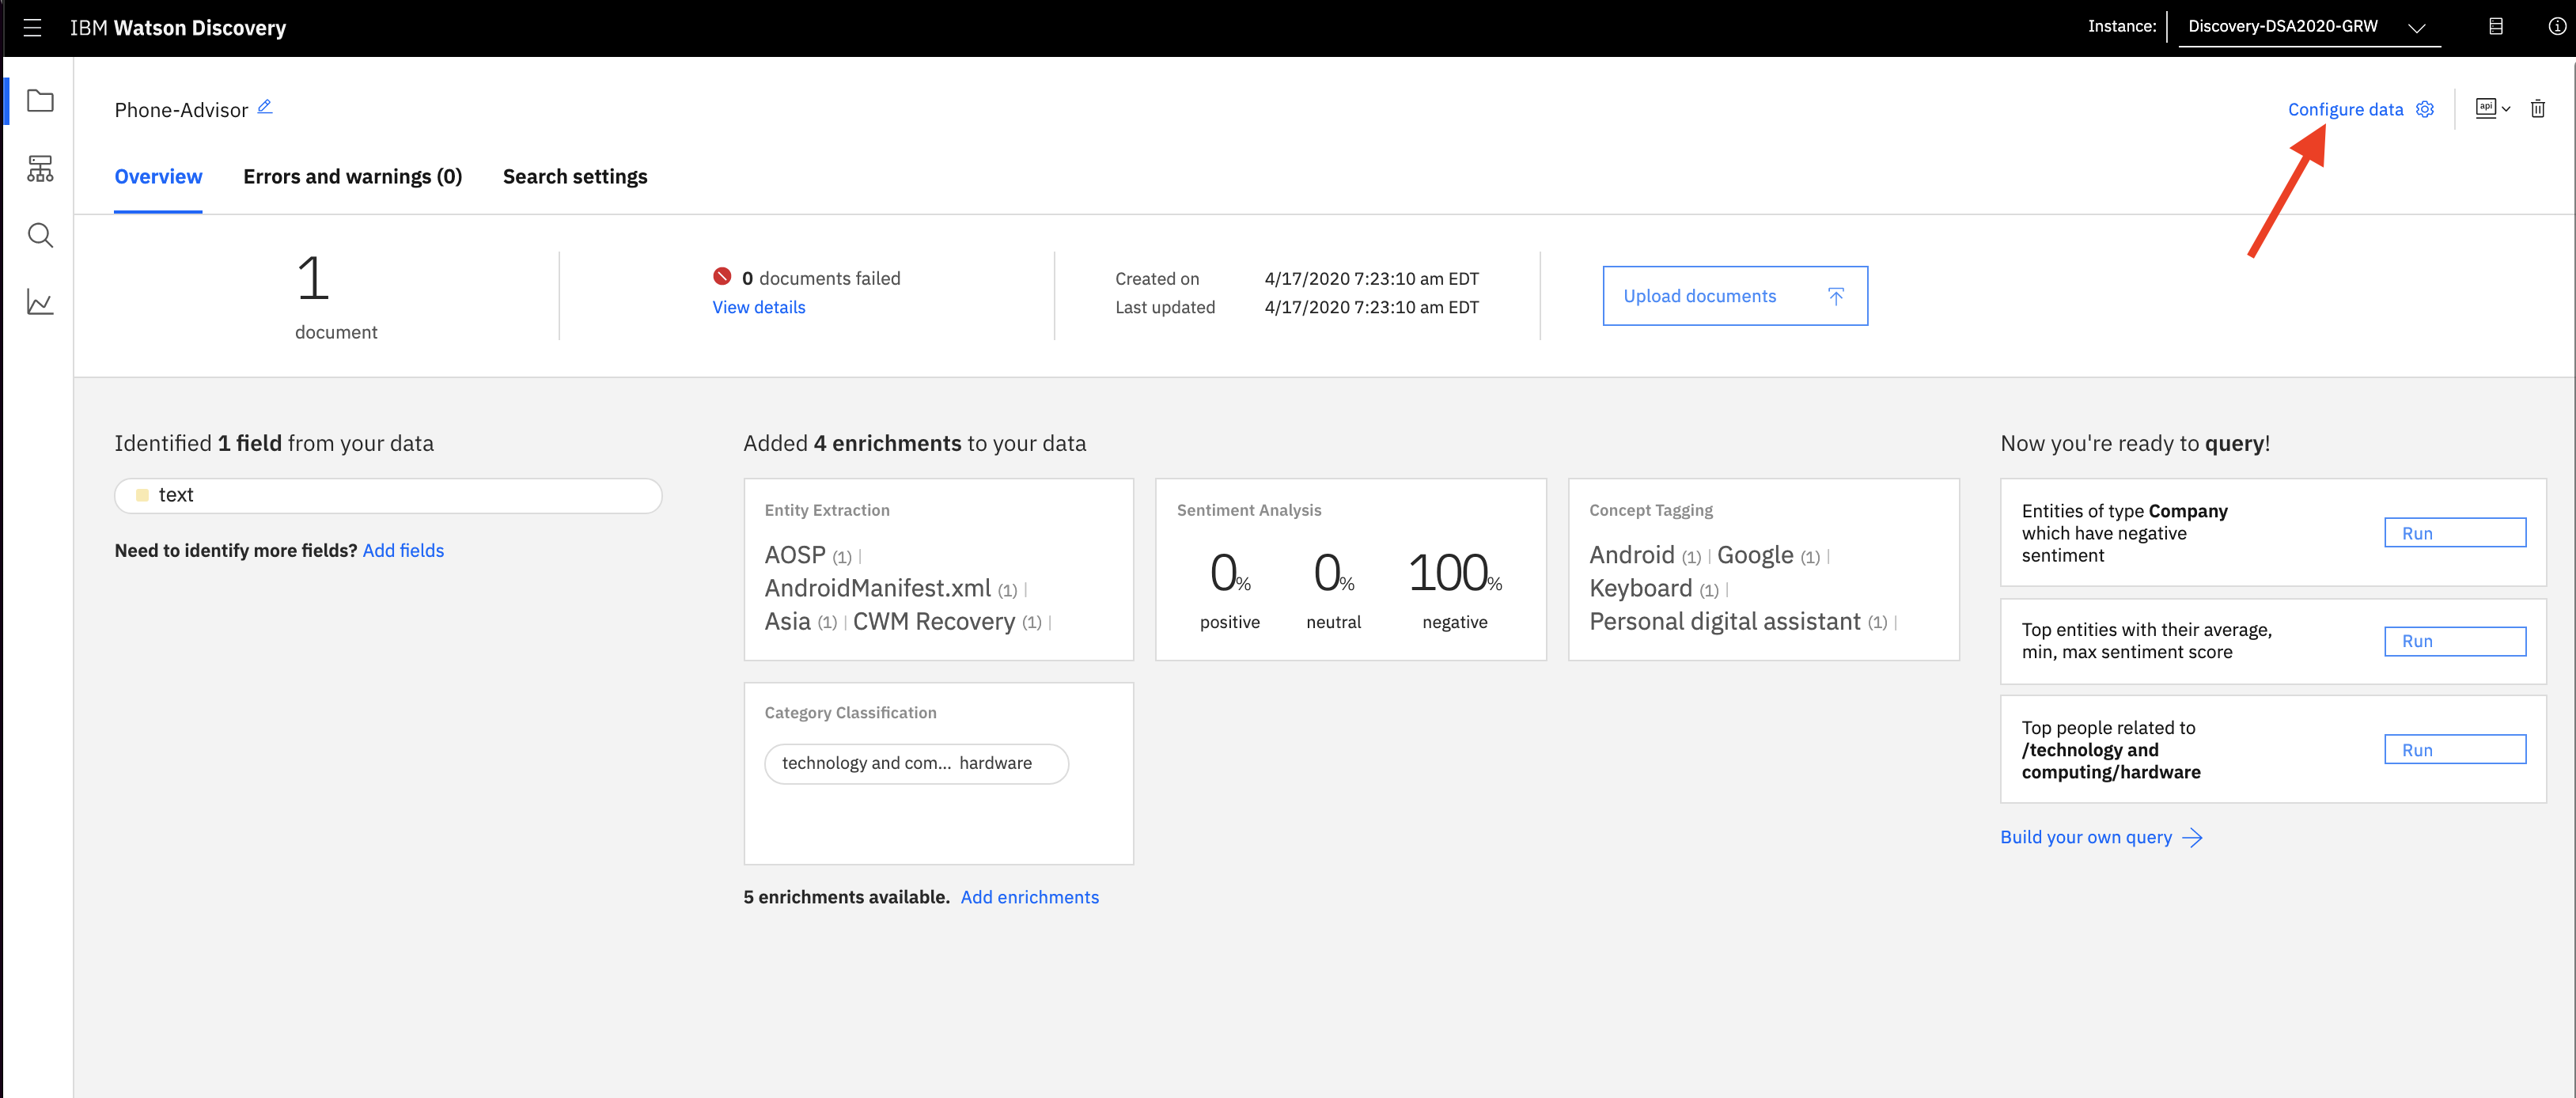 IBM Watson Discovery
Instance: Discovery-DSA2020-GRW
Phone-Advisor
Configure data
api
Overview
Errors and warnings (0)
Search settings
1
document
0 documents failed
View details
Created on 4/17/2020 7:23:10 am EDT
Last updated 4/17/2020 7:23:10 am EDT
Upload documents
Identified 1 field from your data
text
Need to identify more fields? Add fields
Added 4 enrichments to your data
Entity Extraction
AOSP (1) |
AndroidManifest.xml (1) |
Asia (1) | CWM Recovery (1) |
Sentiment Analysis
0% 0% 100%
positive neutral negative
Concept Tagging
Android (1) | Google (1) |
Keyboard (1) |
Personal digital assistant (1) |
Category Classification
technology and com... hardware
5 enrichments available. Add enrichments
Now you're ready to query!
Entities of type Company
which have negative
sentiment
Run
Top entities with their average,
min, max sentiment score
Run
Top people related to
/technology and
computing/hardware
Run
Build your own query